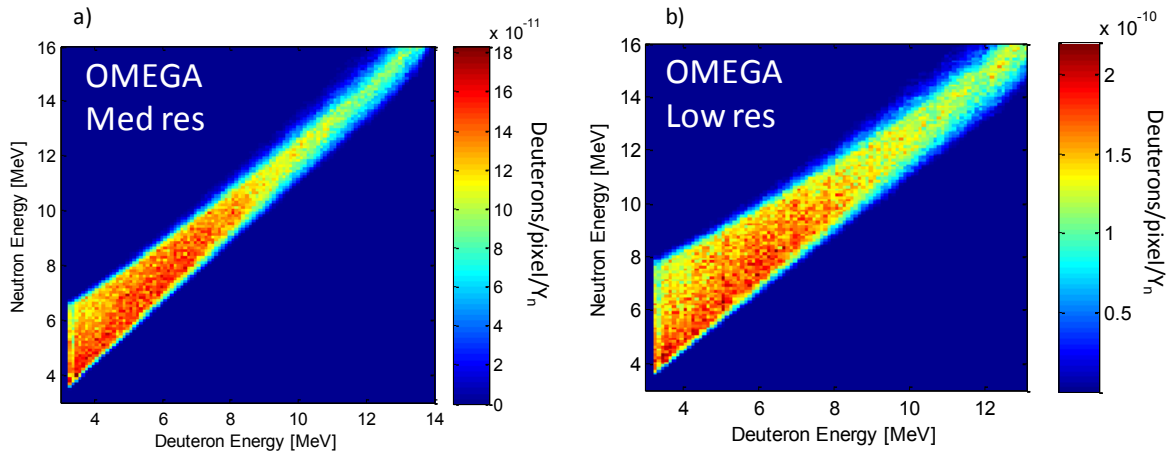 a)
x 10⁻¹¹
OMEGA
Med res
16
14
12
10
8
6
4
Neutron Energy [MeV]
4
6
8
10
12
14
Deuteron Energy [MeV]
18
16
14
12
10
8
6
4
2
0
Deuterons/pixel/Yₙ
b)
x 10⁻¹⁰
OMEGA
Low res
16
14
12
10
8
6
4
Neutron Energy [MeV]
4
6
8
10
12
Deuteron Energy [MeV]
2
1.5
1
0.5
Deuterons/pixel/Yₙ